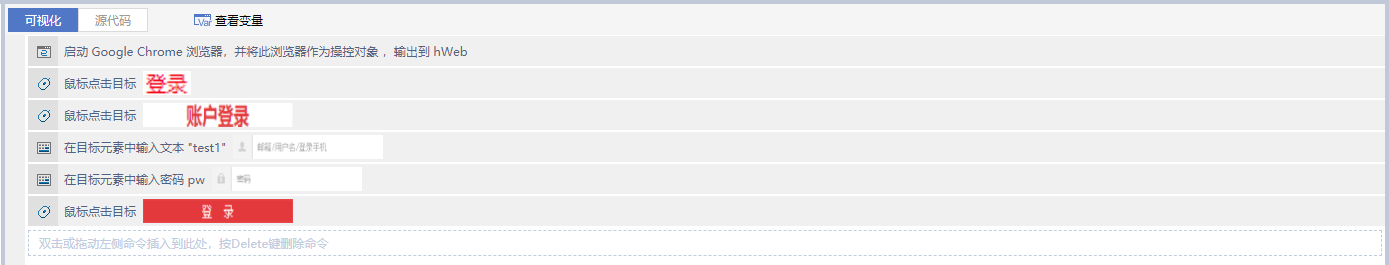 可视化 源代码 Var 查看变量
启动 Google Chrome 浏览器，并将此浏览器作为操控对象 ，输出到 hWeb
鼠标点击目标 登录
鼠标点击目标 账户登录
在目标元素中输入文本 "test1" 邮箱/用户名/登录手机
在目标元素中输入密码 pw 密码
鼠标点击目标 登 录
双击或拖动左侧命令插入到此处，按Delete键删除命令